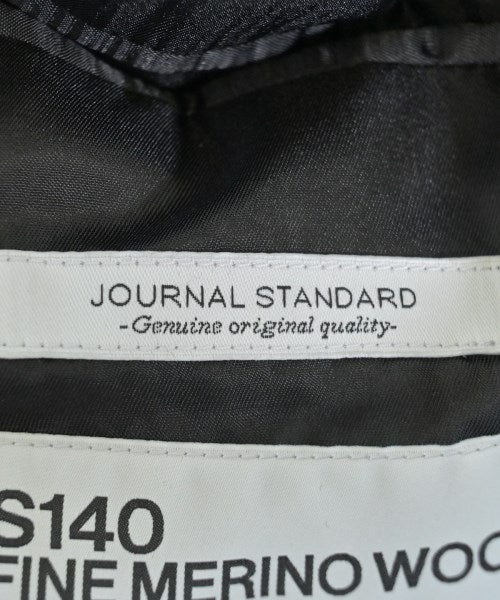 JOURNAL STANDARD
-Genuine original quality-
S140
FINE MERINO WOO